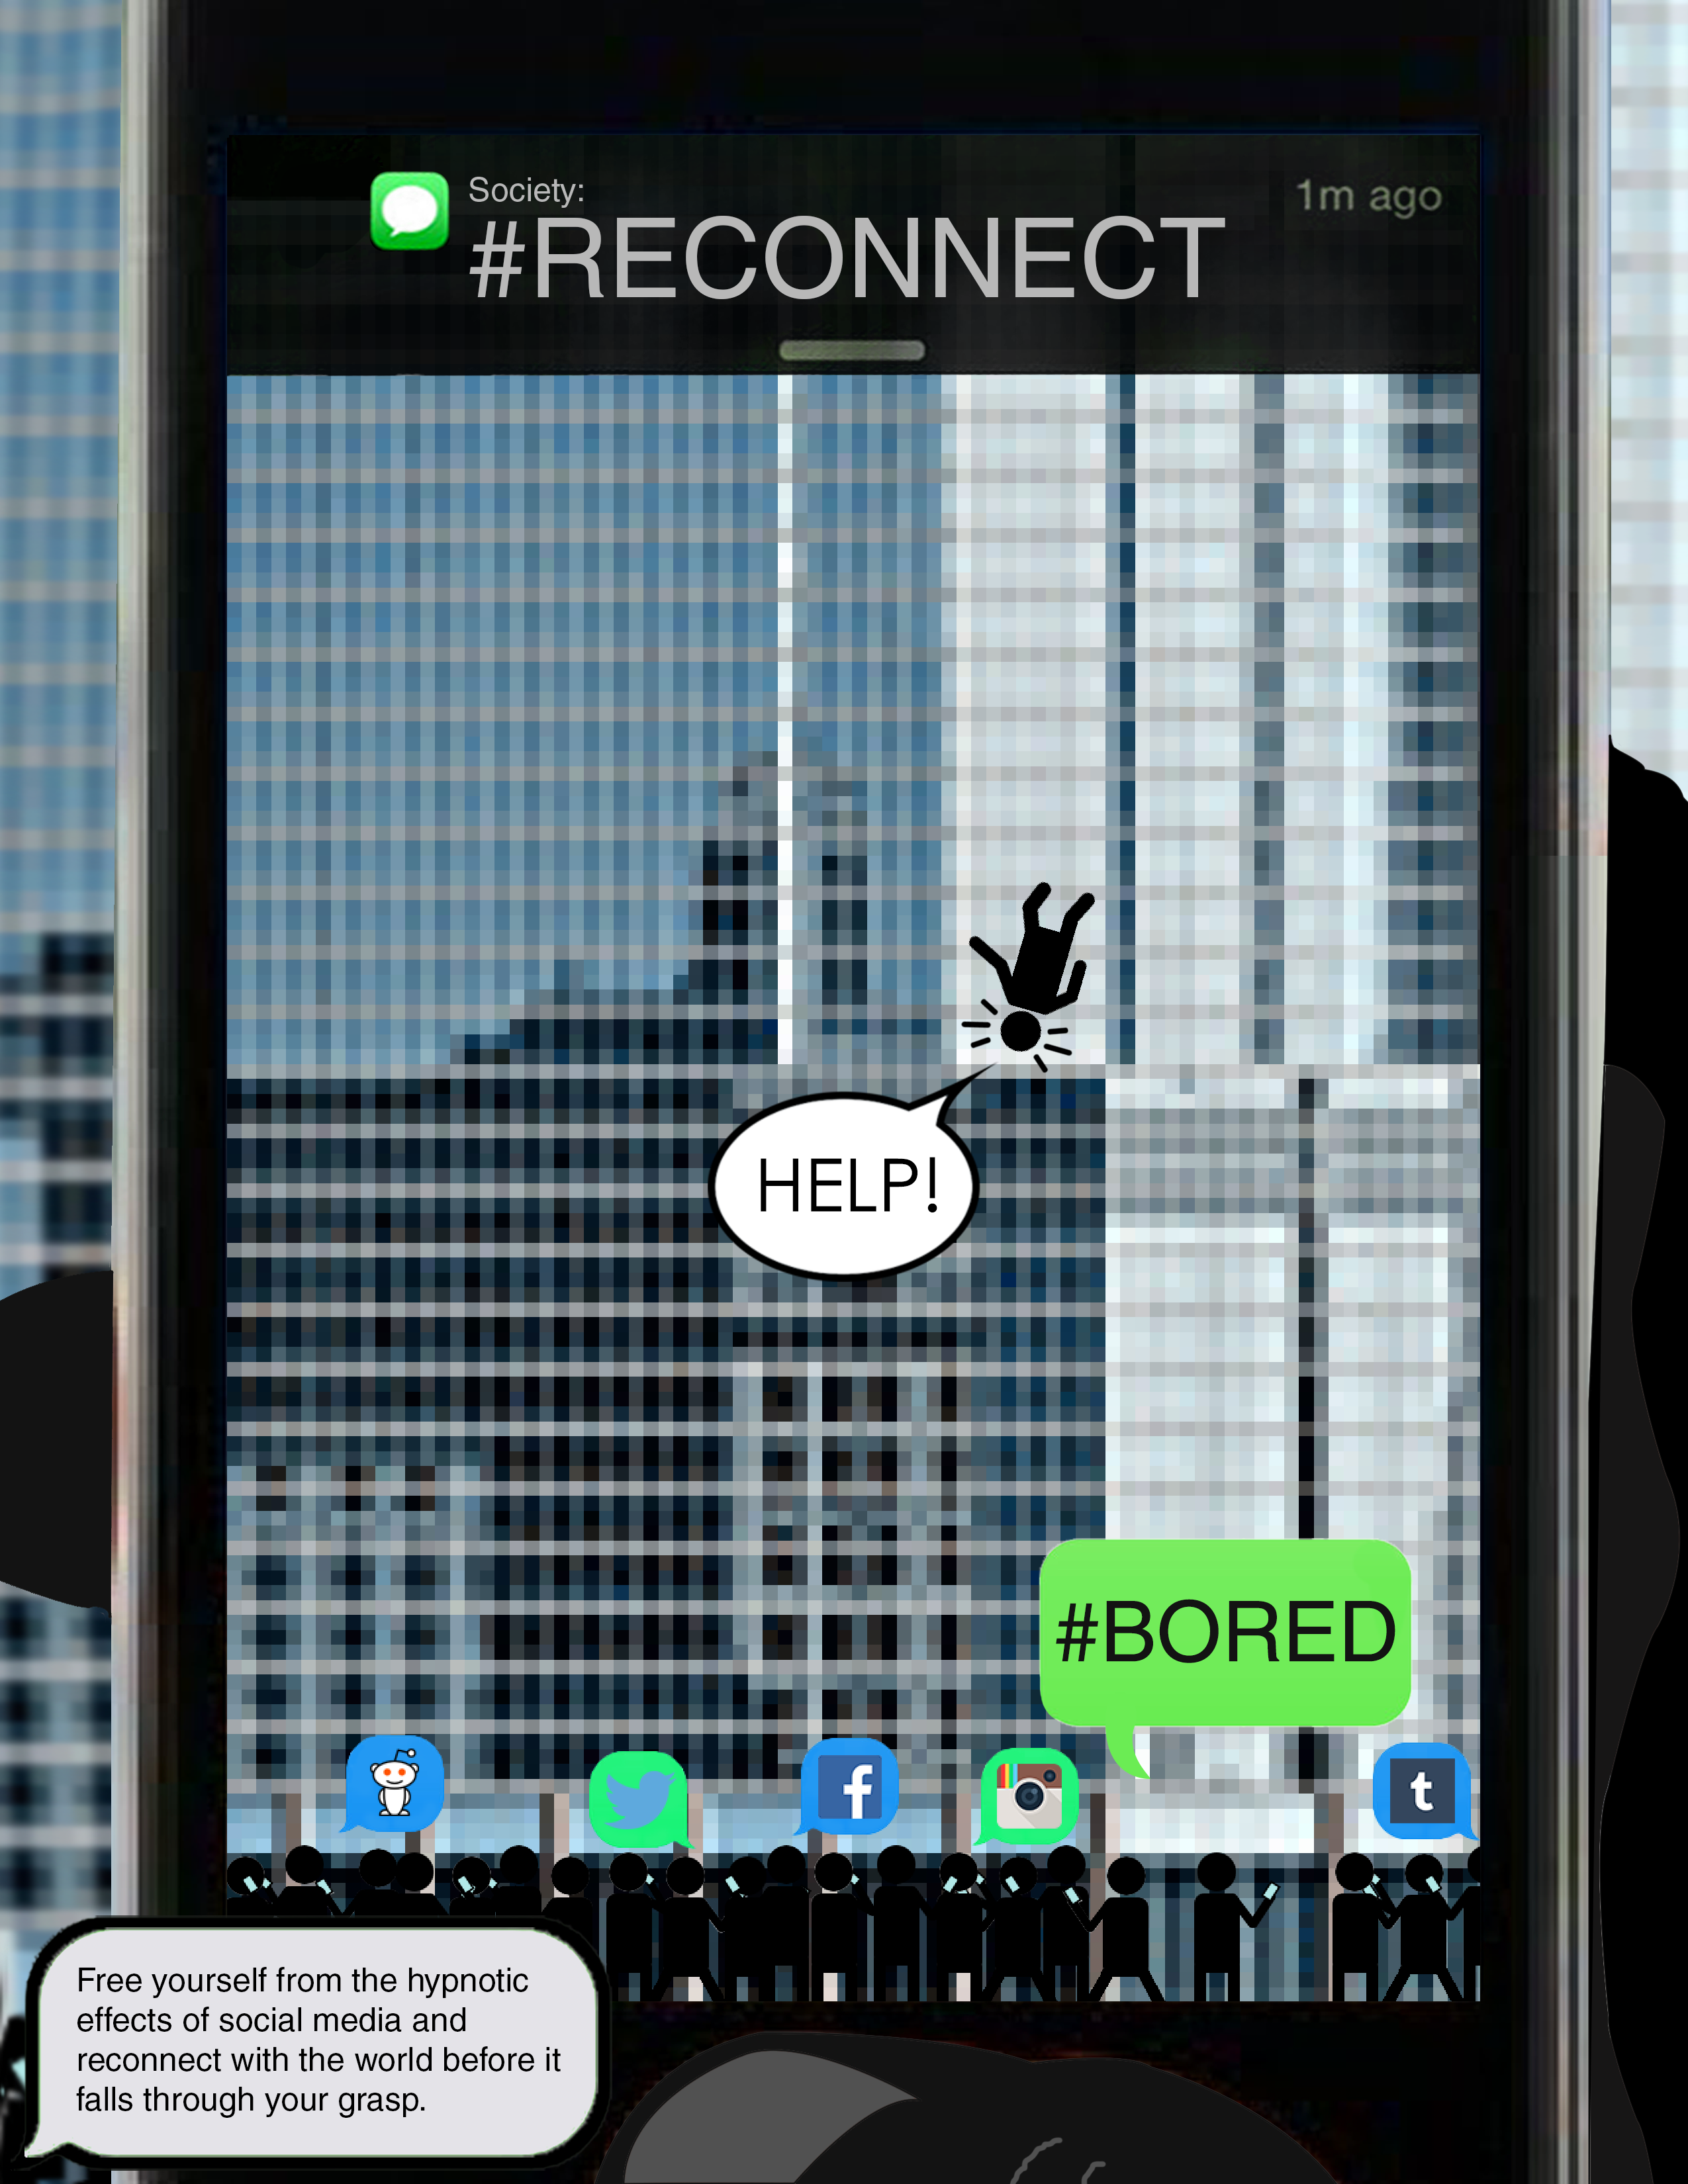 Society:
1m ago
#RECONNECT
HELP!
#BORED
f
t
Free yourself from the hypnotic
effects of social media and
reconnect with the world before it
falls through your grasp.